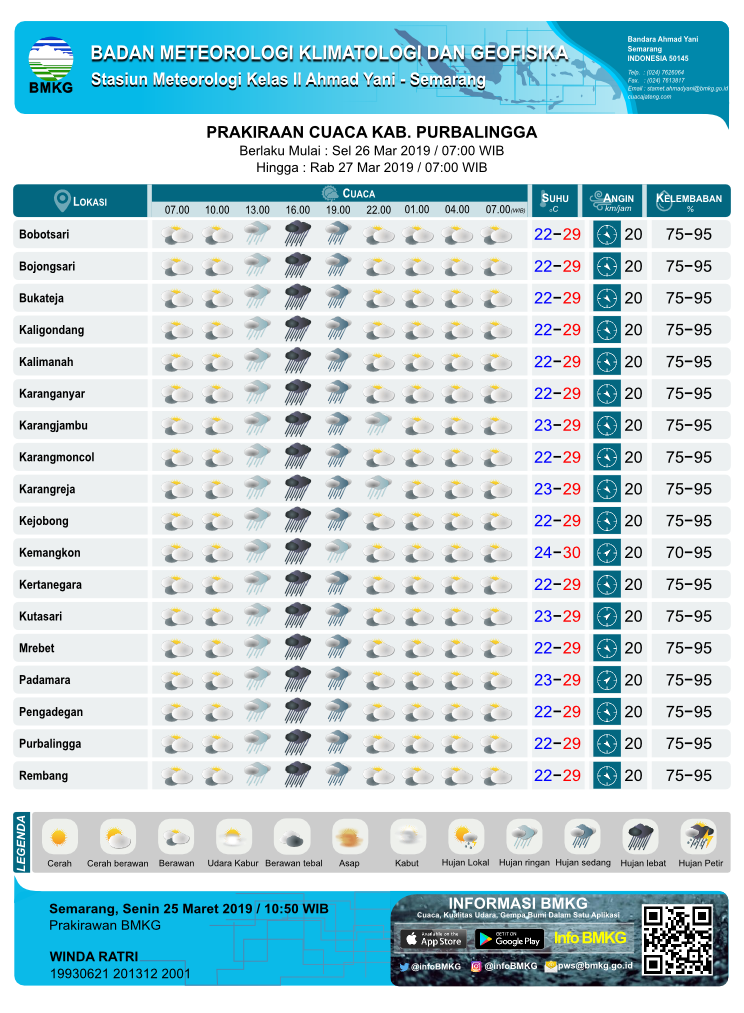 BMKG
BADAN METEOROLOGI KLIMATOLOGI DAN GEOFISIKA
Stasiun Meteorologi Kelas II Ahmad Yani - Semarang
Bandara Ahmad Yani
Semarang
INDONESIA 50145
Telp. : (024) 7626064
Fax. : (024) 7613817
Email : stamet.ahmadyani@bmkg.go.id
cuacajateng.com
PRAKIRAAN CUACA KAB. PURBALINGGA
Berlaku Mulai : Sel 26 Mar 2019 / 07:00 WIB
Hingga : Rab 27 Mar 2019 / 07:00 WIB
LOKASI CUACA SUHU °C ANGIN km/jam KELEMBABAN %
07.00 10.00 13.00 16.00 19.00 22.00 01.00 04.00 07.00 (WIB)
Bobotsari 22-29 20 75-95
Bojongsari 22-29 20 75-95
Bukateja 22-29 20 75-95
Kaligondang 22-29 20 75-95
Kalimanah 22-29 20 75-95
Karanganyar 22-29 20 75-95
Karangjambu 23-29 20 75-95
Karangmoncol 22-29 20 75-95
Karangreja 23-29 20 75-95
Kejobong 22-29 20 75-95
Kemangkon 24-30 20 70-95
Kertanegara 22-29 20 75-95
Kutasari 23-29 20 75-95
Mrebet 22-29 20 75-95
Padamara 23-29 20 75-95
Pengadegan 22-29 20 75-95
Purbalingga 22-29 20 75-95
Rembang 22-29 20 75-95
LEGENDA
Cerah Cerah berawan Berawan Udara Kabur Berawan tebal Asap Kabut Hujan Lokal Hujan ringan Hujan sedang Hujan lebat Hujan Petir
Semarang, Senin 25 Maret 2019 / 10:50 WIB
Prakirawan BMKG
WINDA RATRI
19930621 201312 2001
INFORMASI BMKG
Cuaca, Kualitas Udara, Gempa Bumi Dalam Satu Aplikasi
Available on the App Store GET IT ON Google Play Info BMKG
@infoBMKG @infoBMKG pws@bmkg.go.id